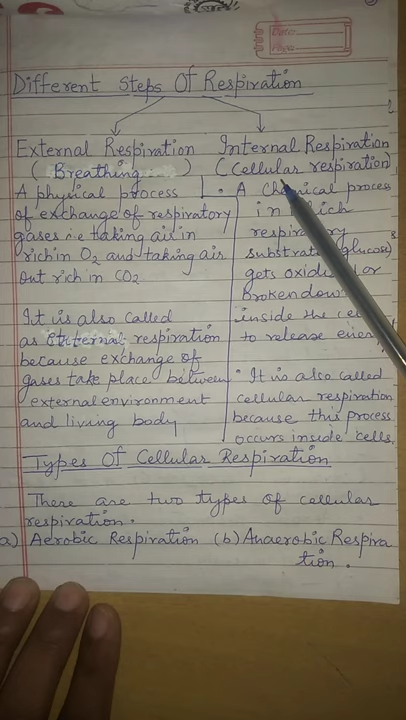 Date:
Page:
Different Steps Of Respiration
External Respiration
( Breathing )
A physical process
of exchange of respiratory
gases i.e taking air in
rich in O2 and taking air
out rich in CO2
It is also called
as external respiration
because exchange of
gases take place between
external environment
and living body
Internal Respiration
( Cellular respiration)
• A Chemical proces
in which
respiratory
substrate glucose)
gets
or
Broken down
inside the
to release
• It is also called
cellular respiration
because this process
occurs inside cells.
Types Of Cellular Respiration
There are two types of cellular
respiration.
a) Aerobic Respiration (b) Anaerobic Respira
tion.